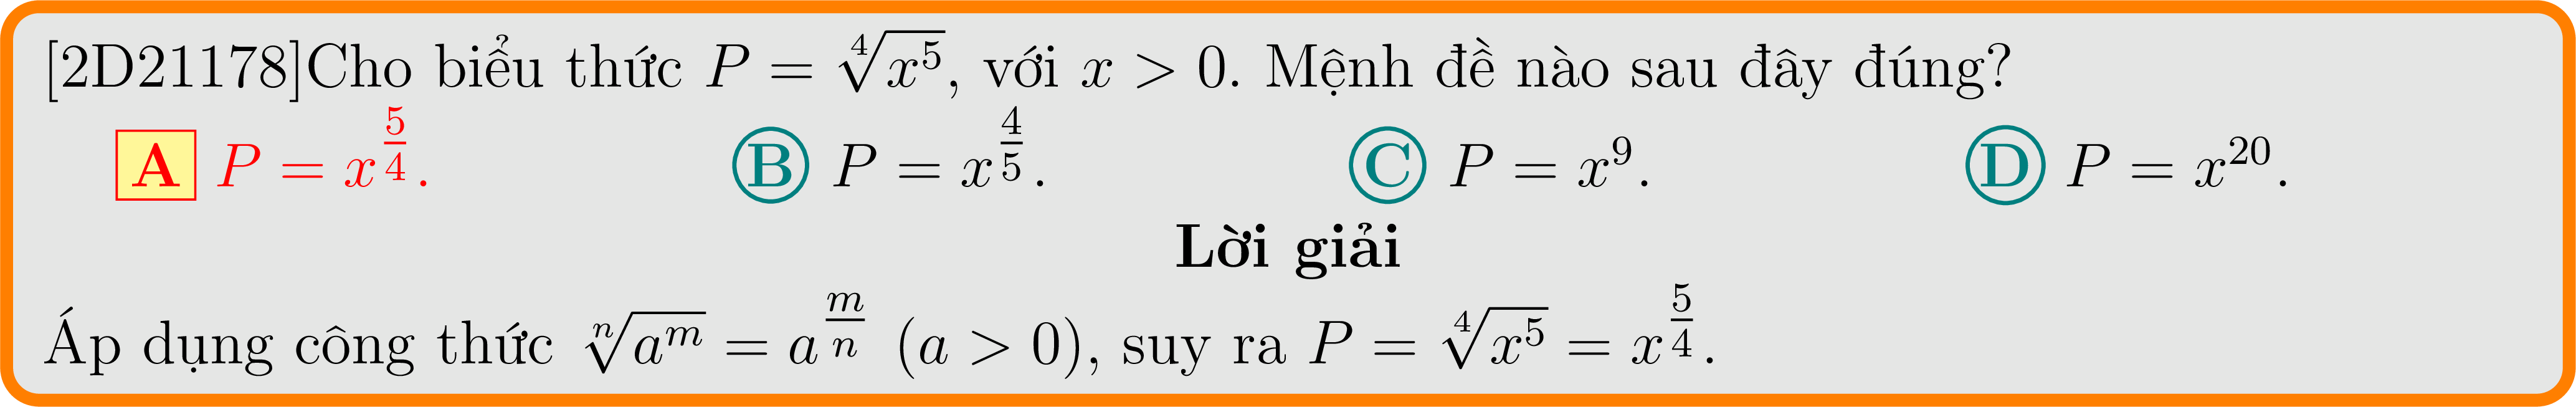 [2D21178]Cho biểu thức $P = \sqrt[4]{x^5}$, với $x > 0$. Mệnh đề nào sau đây đúng?
A $P = x^{\frac{5}{4}}$. B $P = x^{\frac{4}{5}}$. C $P = x^9$. D $P = x^{20}$.
Lời giải
Áp dụng công thức $\sqrt[n]{a^m} = a^{\frac{m}{n}}$ $(a > 0)$, suy ra $P = \sqrt[4]{x^5} = x^{\frac{5}{4}}$.